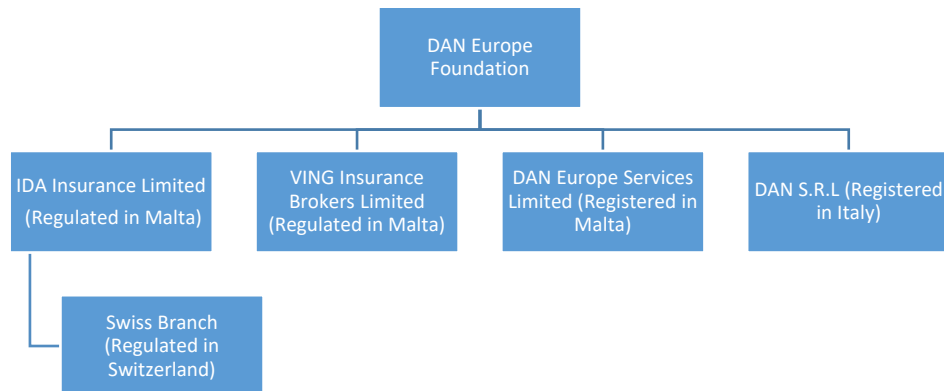 DAN Europe
Foundation
IDA Insurance Limited
(Regulated in Malta)
VING Insurance
Brokers Limited
(Regulated in Malta)
DAN Europe Services
Limited (Registered in
Malta)
DAN S.R.L (Registered
in Italy)
Swiss Branch
(Regulated in
Switzerland)